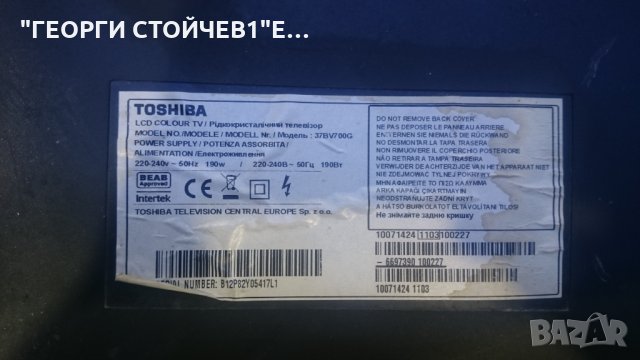 "ГЕОРГИ СТОЙЧЕВ1"Е...
TOSHIBA
LCD COLOUR TV / Рідкокристалічний телевізор
MODEL NO./MODELE / MODELL Nr. / Модель : 37BV700G
POWER SUPPLY / POTENZA ASSORBITA /
ALIMENTATION / Електроживлення
220-240v ~ 60Hz 190w / 220-240В ~ 50Гц 190Вт
BEAB
Approved
Intertek
CE
TOSHIBA TELEVISION CENTRAL EUROPE Sp. z o.o.
SERIAL NUMBER: B12P82Y05417L1
DO NOT REMOVE BACK COVER
NE PAS DÉPOSER LE PANNEAU ARRIERE
ENTFERNEN SIE NIEMALS DIE RÜCKWAND
NO DESMONTAR LA TAPA TRASERA
NON RIMUOVERE IL COPERCHIO POSTERIORE
NÃO RETIRAR A TAMPA TRASEIRA
VERWIJDER DE ACHTERZIJDE VAN HET APPARAAT NIET
NIE ZDEJMOWAĆ TYLNEJ POKRYWY
ΜΗΝ ΑΦΑΙΡΕΙΤΕ ΤΟ ΠΙΣΩ ΚΑΛΥΜΜΑ
ARKA KAPAĞI ÇIKARTMAYIN
NEODSTRAŇUJTE ZADNÍ KRYT
A HÁTSÓ BURKOLATOT ELTÁVOLÍTANI TILOS!
Не знімайте задню кришку
10071424 1103100227
6697390 100227
10071424 1103
BAZAR